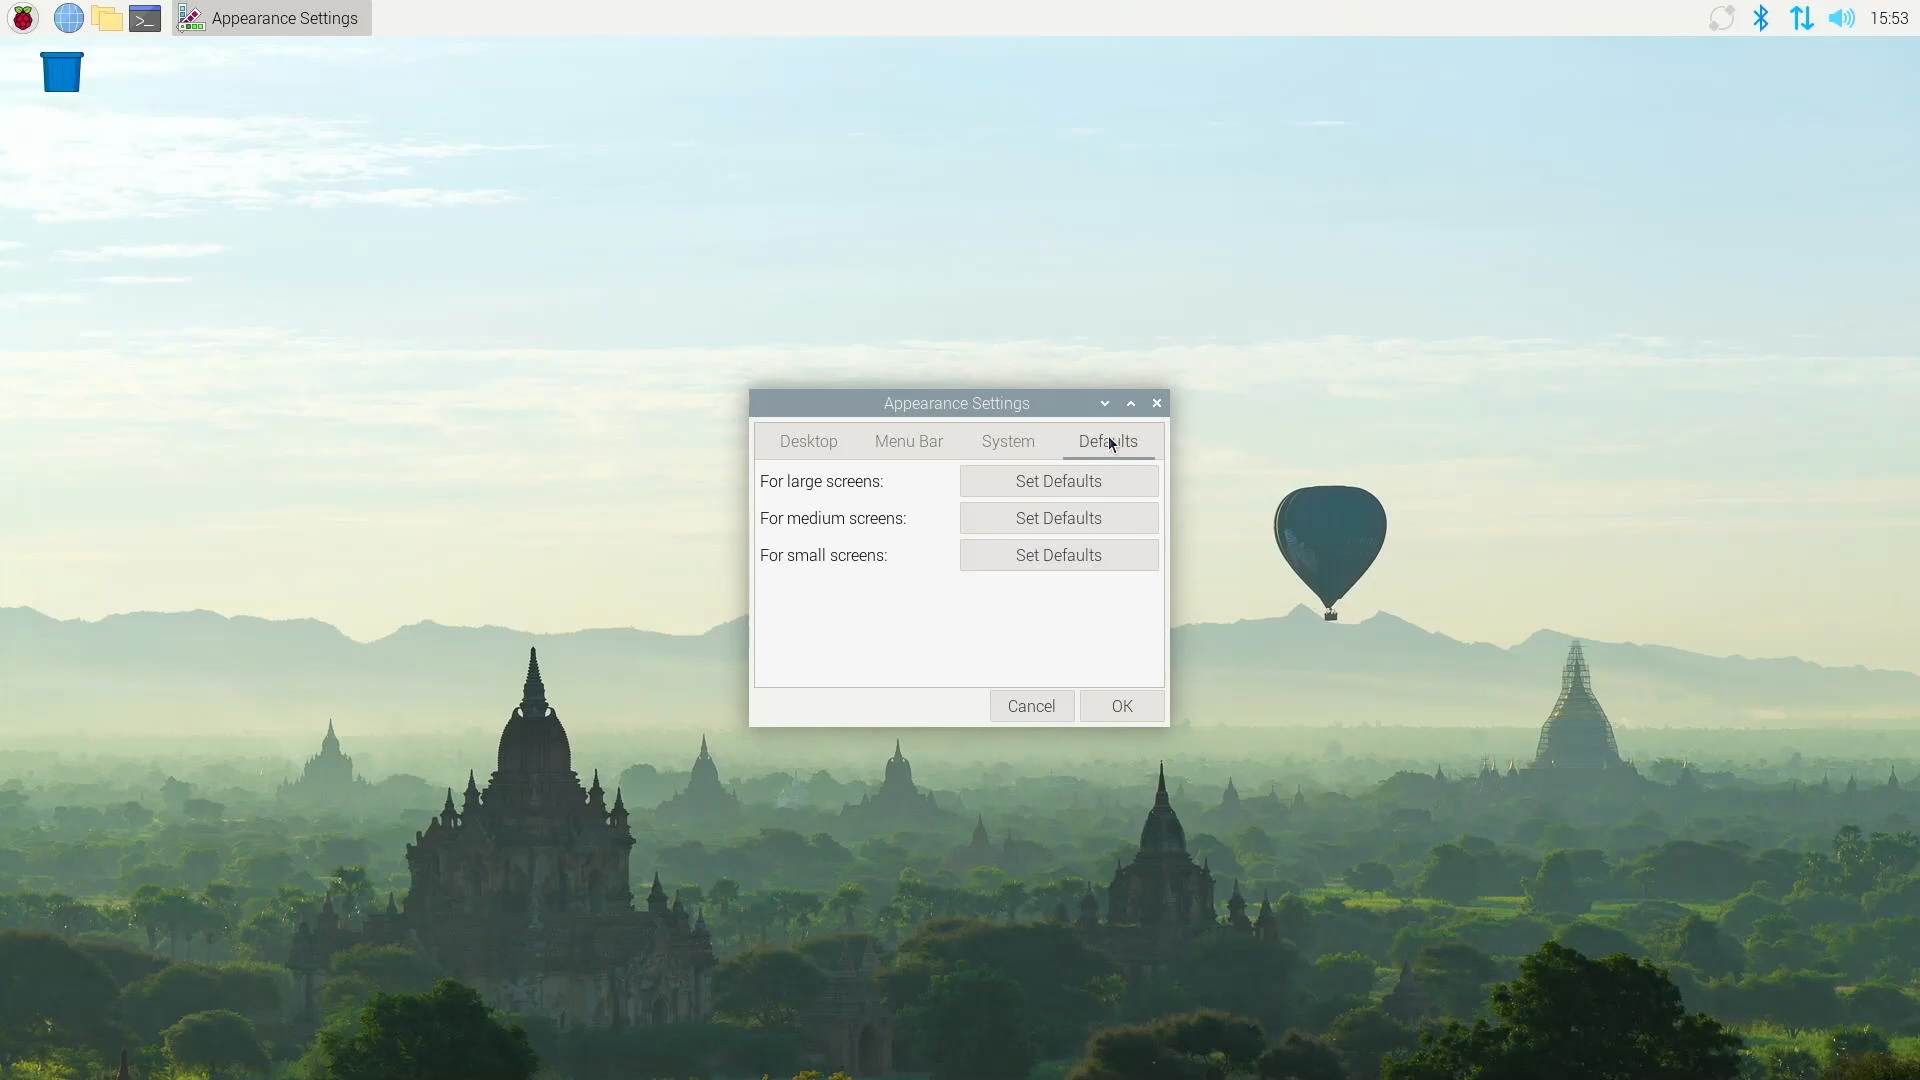 Appearance Settings
15:53
Appearance Settings
Desktop Menu Bar System Defaults
For large screens: Set Defaults
For medium screens: Set Defaults
For small screens: Set Defaults
Cancel OK